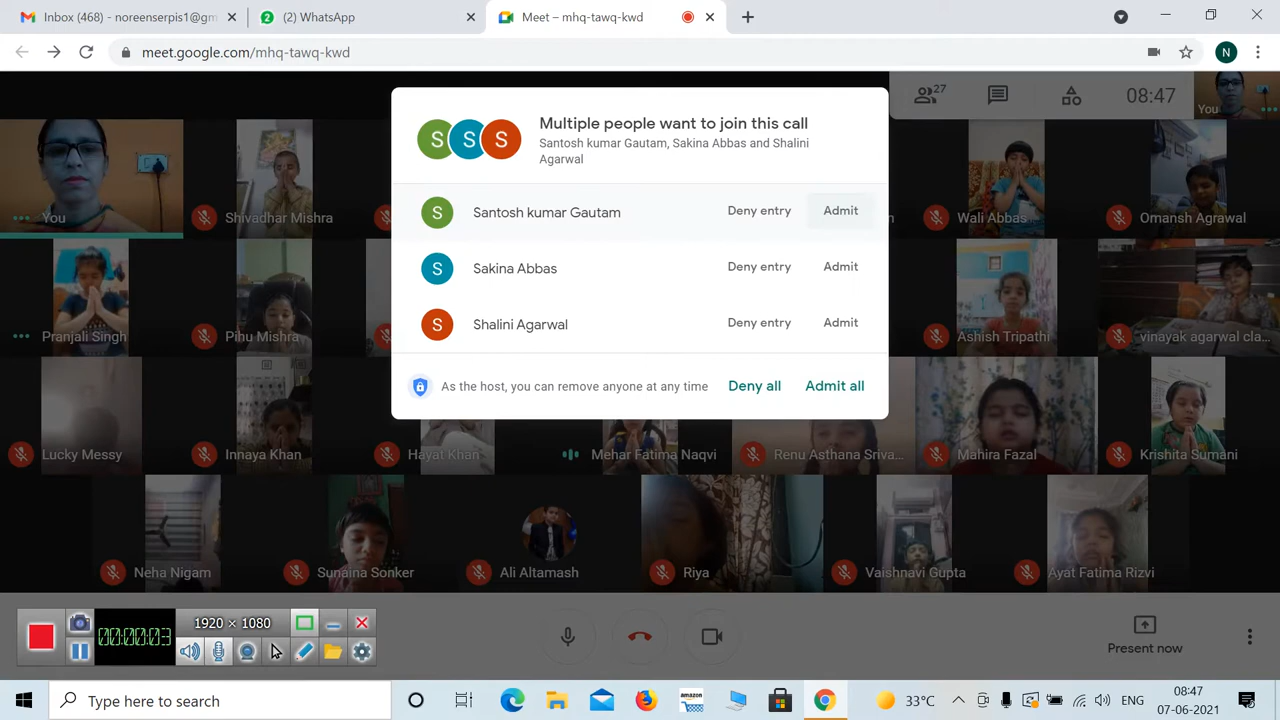 Inbox (468) - noreenserpis1@gm
(2) WhatsApp
Meet – mhq-tawq-kwd
meet.google.com/mhq-tawq-kwd
N
27
08:47
You
Multiple people want to join this call
S S S
Santosh kumar Gautam, Sakina Abbas and Shalini
Agarwal
S Santosh kumar Gautam Deny entry Admit
S Sakina Abbas Deny entry Admit
S Shalini Agarwal Deny entry Admit
As the host, you can remove anyone at any time Deny all Admit all
You
Shivadhar Mishra
Wali Abbas
Omansh Agrawal
Pranjali Singh
Pihu Mishra
Ashish Tripathi
vinayak agarwal cla...
Lucky Messy
Innaya Khan
Hayat Khan
Mehar Fatima Naqvi
Renu Asthana Sriva...
Mahira Fazal
Krishita Sumani
Neha Nigam
Sunaina Sonker
Ali Altamash
Riya
Vaishnavi Gupta
Ayat Fatima Rizvi
1920 × 1080
00:00:03
Present now
Type here to search
amazon
33°C
ENG
08:47
07-06-2021